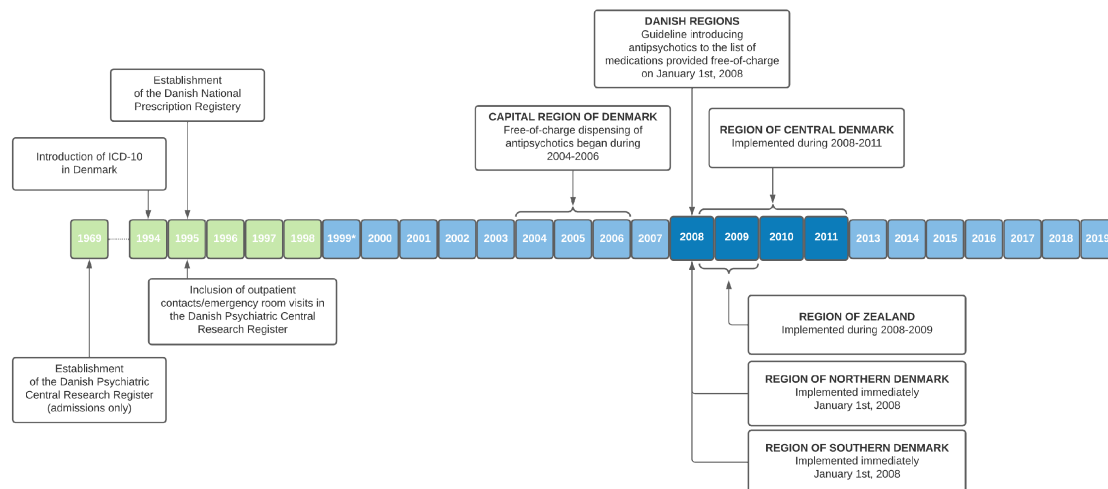 DANISH REGIONS
Guideline introducing
antipsychotics to the list of
medications provided free-of-charge
on January 1st, 2008
Establishment
of the Danish National
Prescription Registery
CAPITAL REGION OF DENMARK
Free-of-charge dispensing of
antipsychotics began during
2004-2006
REGION OF CENTRAL DENMARK
Implemented during 2008-2011
Introduction of ICD-10
in Denmark
1969 1994 1995 1996 1997 1998 1999* 2000 2001 2002 2003 2004 2005 2006 2007 2008 2009 2010 2011 2013 2014 2015 2016 2017 2018 2019
Inclusion of outpatient
contacts/emergency room visits in
the Danish Psychiatric Central
Research Register
REGION OF ZEALAND
Implemented during 2008-2009
Establishment
of the Danish Psychiatric
Central Research Register
(admissions only)
REGION OF NORTHERN DENMARK
Implemented immediately
January 1st, 2008
REGION OF SOUTHERN DENMARK
Implemented immediately
January 1st, 2008